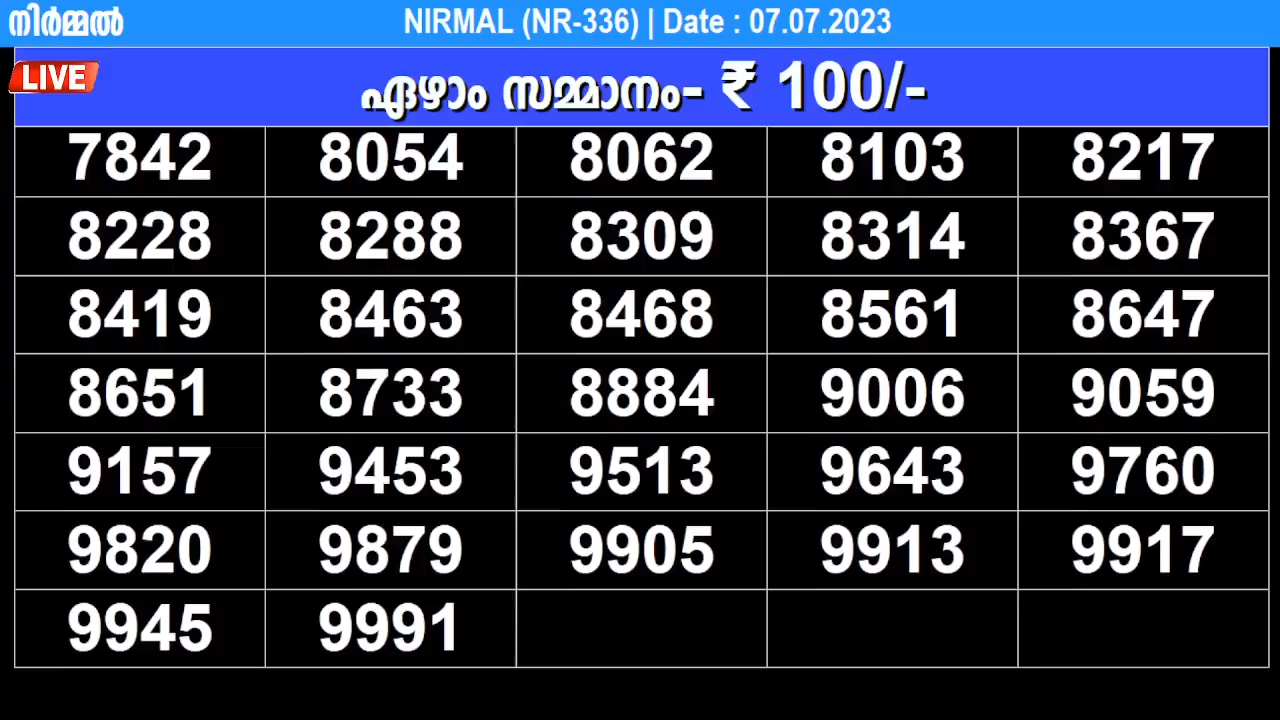 നിർമ്മൽ NIRMAL (NR-336) | Date : 07.07.2023
LIVE
ഏഴാം സമ്മാനം- ₹ 100/-
7842 8054 8062 8103 8217
8228 8288 8309 8314 8367
8419 8463 8468 8561 8647
8651 8733 8884 9006 9059
9157 9453 9513 9643 9760
9820 9879 9905 9913 9917
9945 9991